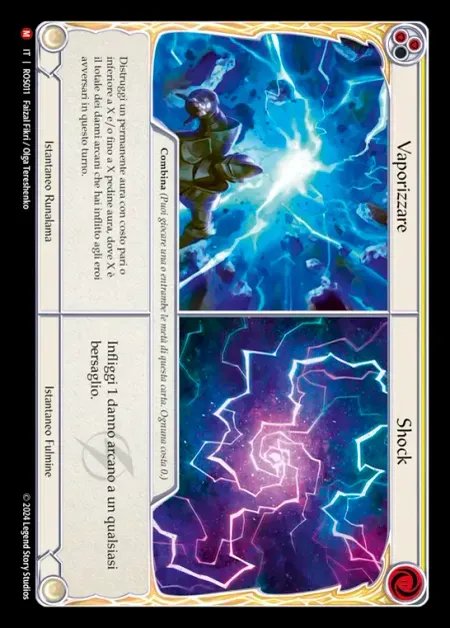 Vaporizzare
Shock
Combina (Puoi giocare una o entrambe le metà di questa carta. Ognuna costa 0.)
Distruggi un permanente aura con costo pari o
inferiore a X e/o fino a X pedine aura, dove X è
il totale dei danni arcani che hai inflitto agli eroi
avversari in questo turno.
Infliggi 1 danno arcano a un qualsiasi
bersaglio.
Istantaneo Runalama
Istantaneo Fulmine
M IT | ROS011 Faizal Fikri / Olga Tereshenko
© 2024 Legend Story Studios